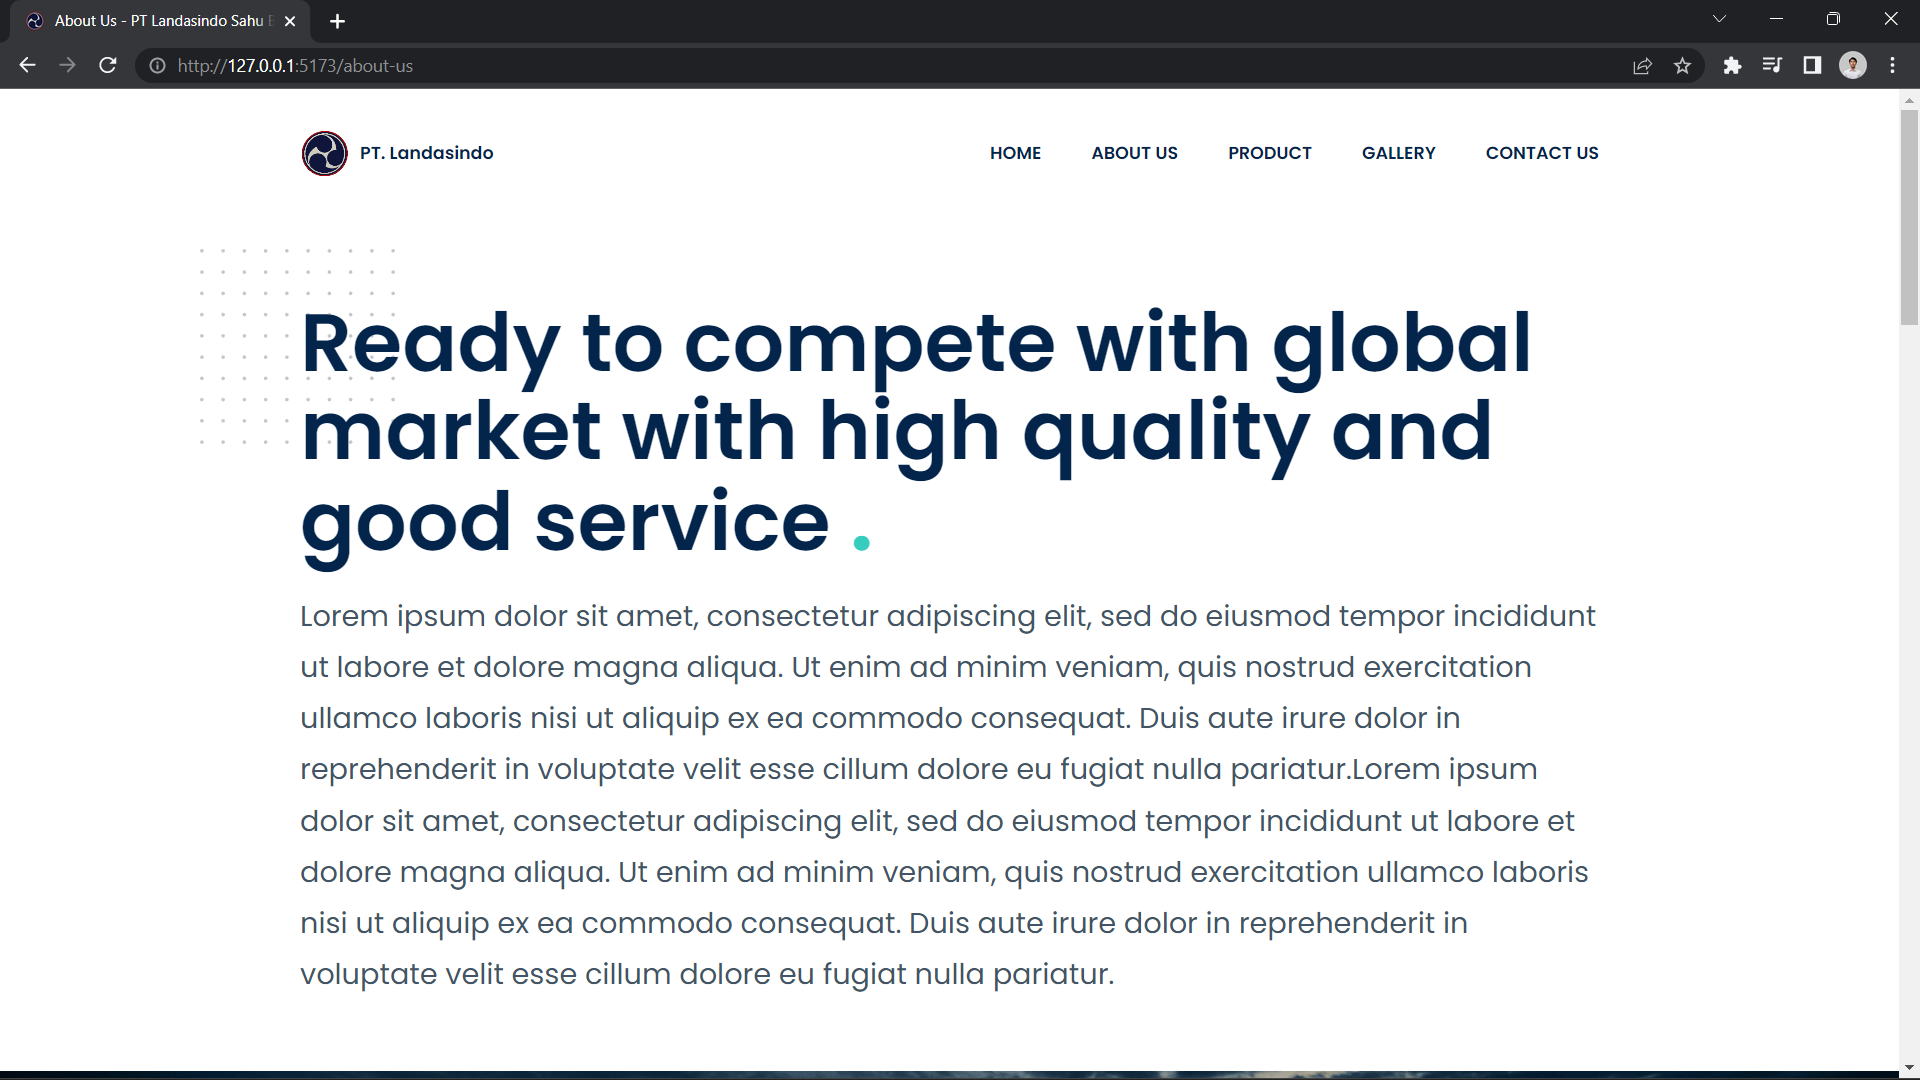 About Us - PT Landasindo Sahu
http://127.0.0.1:5173/about-us
PT. Landasindo
HOME ABOUT US PRODUCT GALLERY CONTACT US
Ready to compete with global
market with high quality and
good service .
Lorem ipsum dolor sit amet, consectetur adipiscing elit, sed do eiusmod tempor incididunt
ut labore et dolore magna aliqua. Ut enim ad minim veniam, quis nostrud exercitation
ullamco laboris nisi ut aliquip ex ea commodo consequat. Duis aute irure dolor in
reprehenderit in voluptate velit esse cillum dolore eu fugiat nulla pariatur.Lorem ipsum
dolor sit amet, consectetur adipiscing elit, sed do eiusmod tempor incididunt ut labore et
dolore magna aliqua. Ut enim ad minim veniam, quis nostrud exercitation ullamco laboris
nisi ut aliquip ex ea commodo consequat. Duis aute irure dolor in reprehenderit in
voluptate velit esse cillum dolore eu fugiat nulla pariatur.